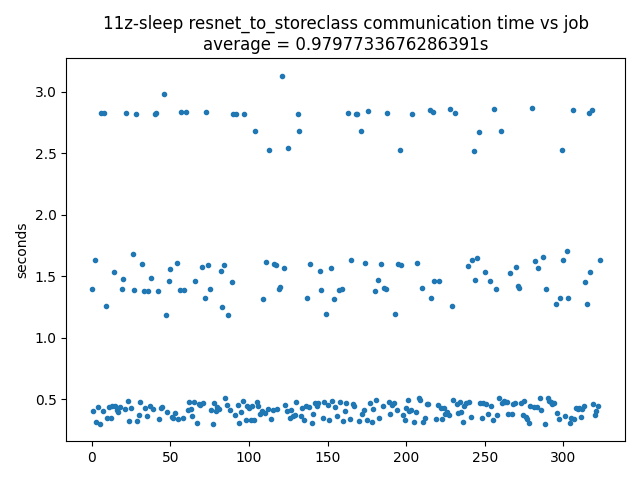 11z-sleep resnet_to_storeclass communication time vs job
average = 0.9797733676286391s
3.0
2.5
2.0
1.5
1.0
0.5
seconds
0 50 100 150 200 250 300